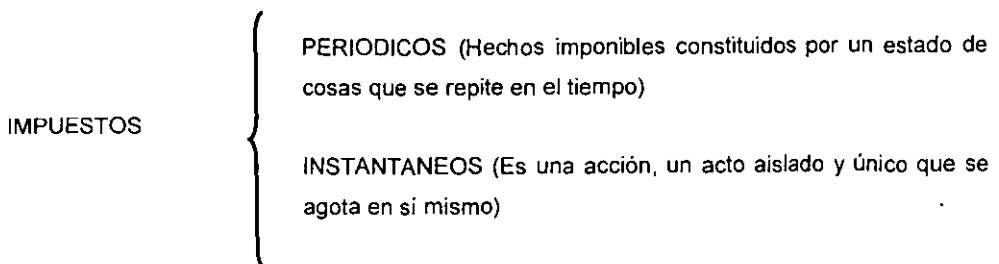 PERIODICOS (Hechos imponibles constituidos por un estado de
cosas que se repite en el tiempo)
IMPUESTOS
INSTANTANEOS (Es una acción, un acto aislado y único que se
agota en sí mismo)